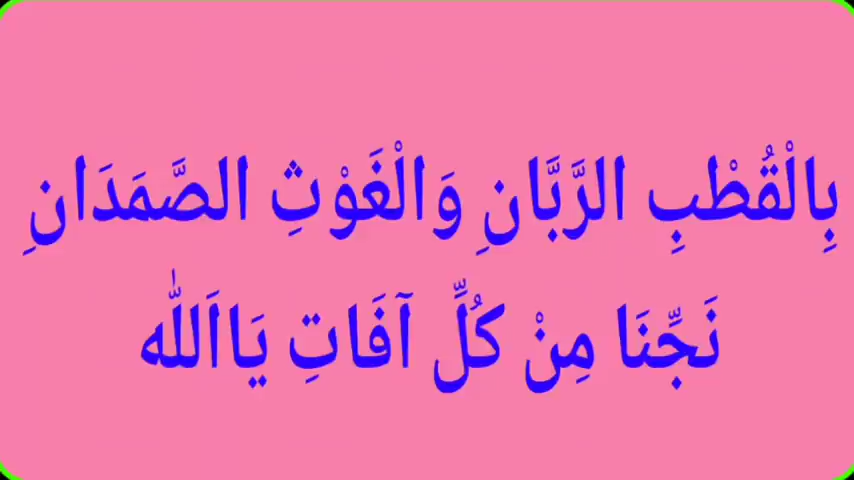 بِالْقُطْبِ الرَّبَّانِ وَالْغَوْثِ الصَّمَدَانِ
نَجِّنَا مِنْ كُلِّ آفَاتِ يَااَللّٰه